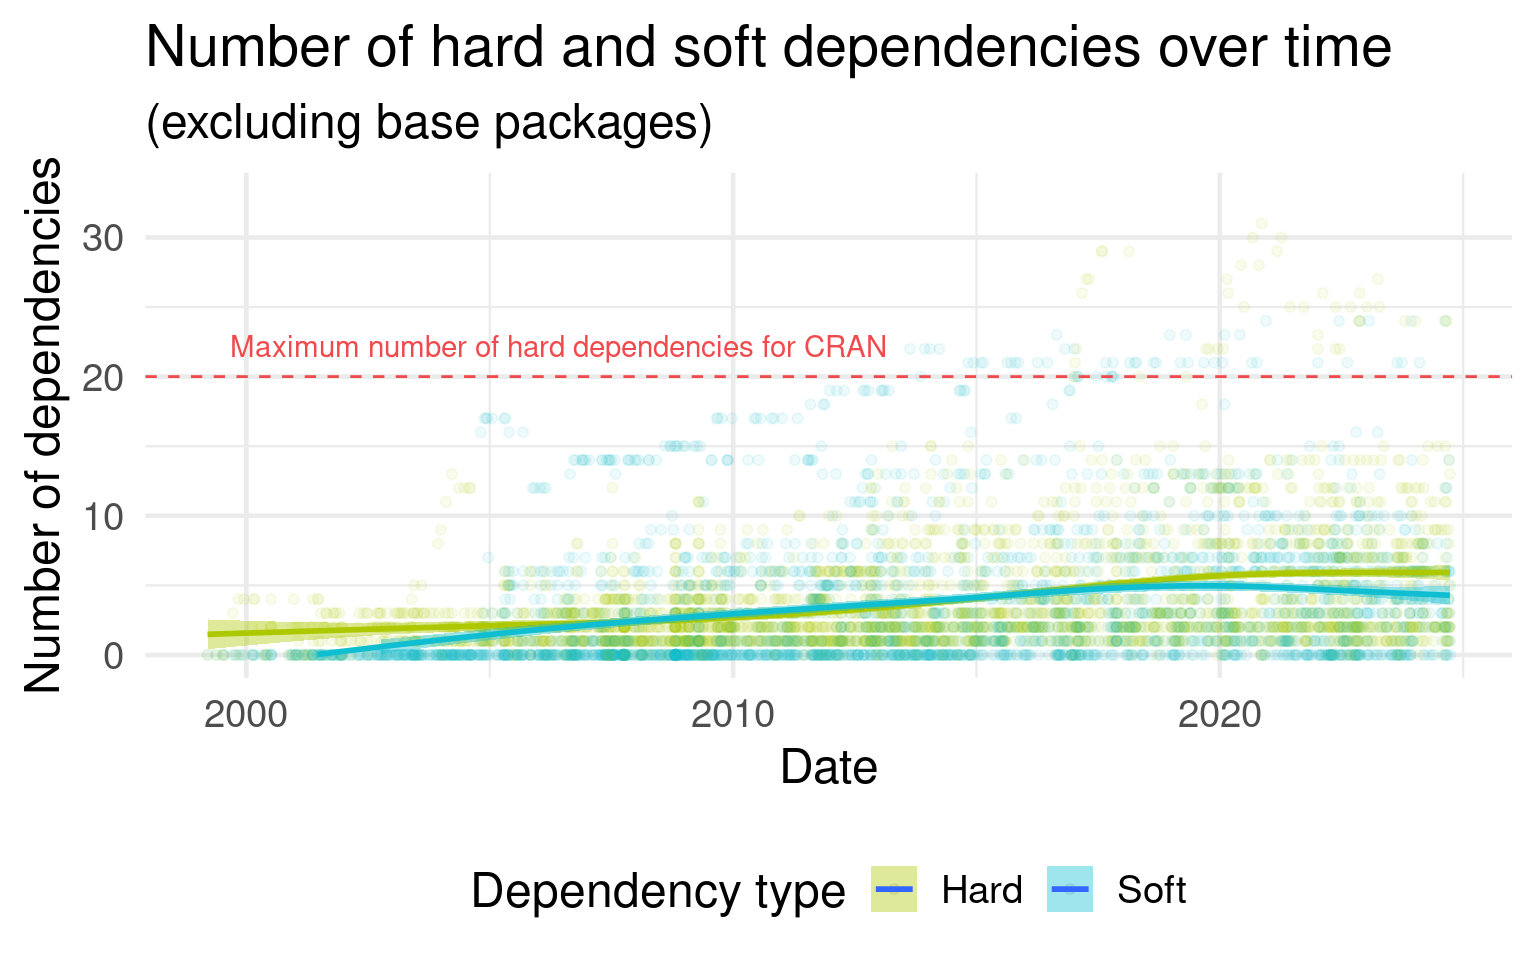 Number of hard and soft dependencies over time
(excluding base packages)
Number of dependencies
30
20
10
0
Maximum number of hard dependencies for CRAN
2000
2010
2020
Date
Dependency type
Hard
Soft